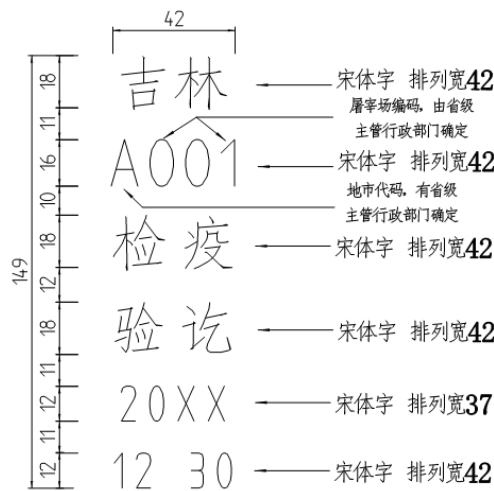 42
18 吉林 宋体字 排列宽42
11 屠宰场编码，由省级
主管行政部门确定
16 A001 宋体字 排列宽42
10 地市代码，有省级
主管行政部门确定
18 检疫 宋体字 排列宽42
149
12
18 验讫 宋体字 排列宽42
11
12 20XX 宋体字 排列宽37
11
12 12 30 宋体字 排列宽42